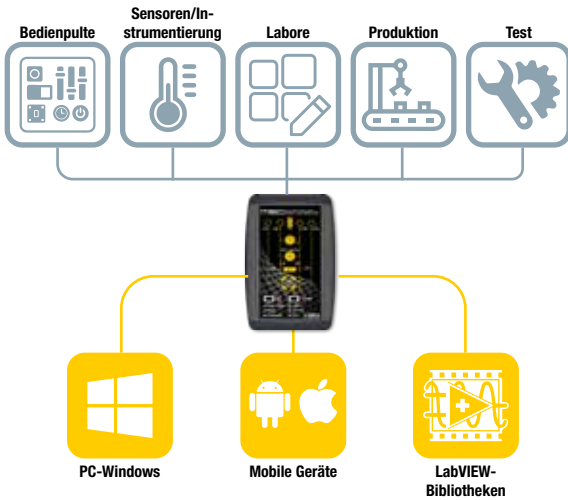 Bedienpulte
Sensoren/In-
strumentierung
Labore
Produktion
Test
PC-Windows
Mobile Geräte
LabVIEW-
Bibliotheken